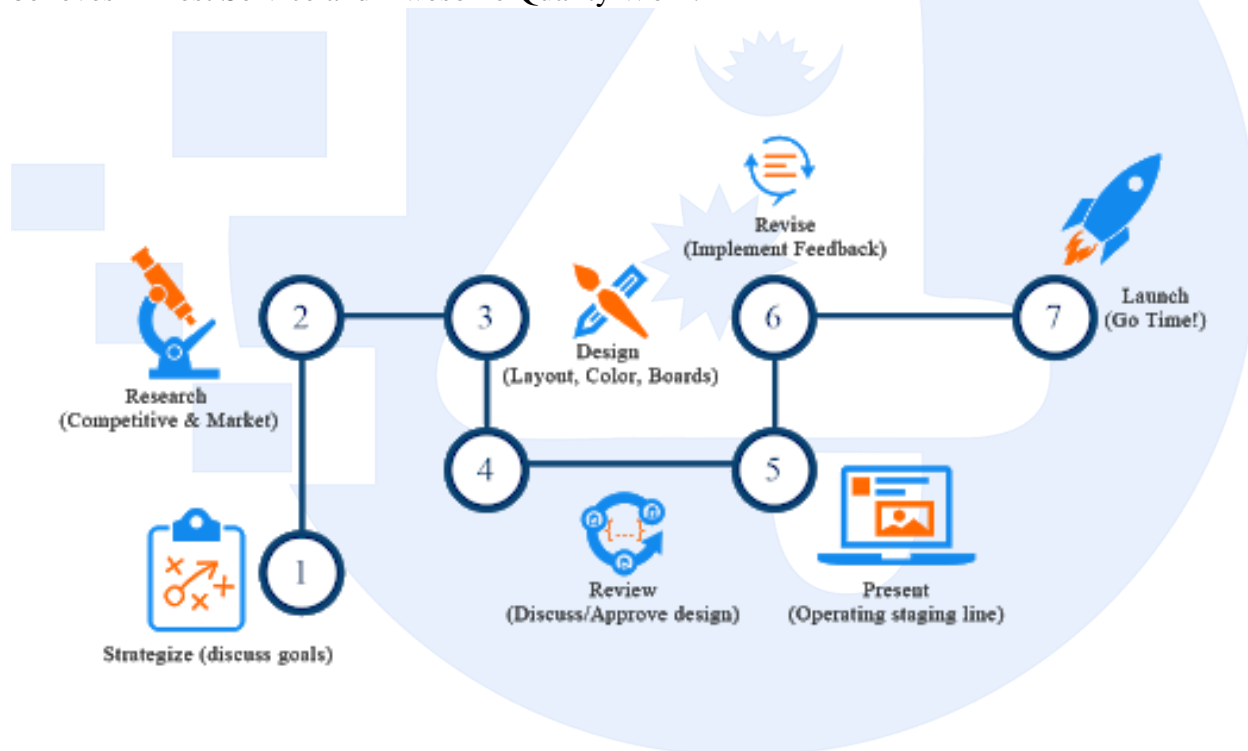 1
Strategize (discuss goals)
2
Research
(Competitive & Market)
3
Design
(Layout, Color, Boards)
4
Review
(Discuss/Approve design)
{...}
5
Present
(Operating staging line)
6
Revise
(Implement Feedback)
7
Launch
(Go Time!)